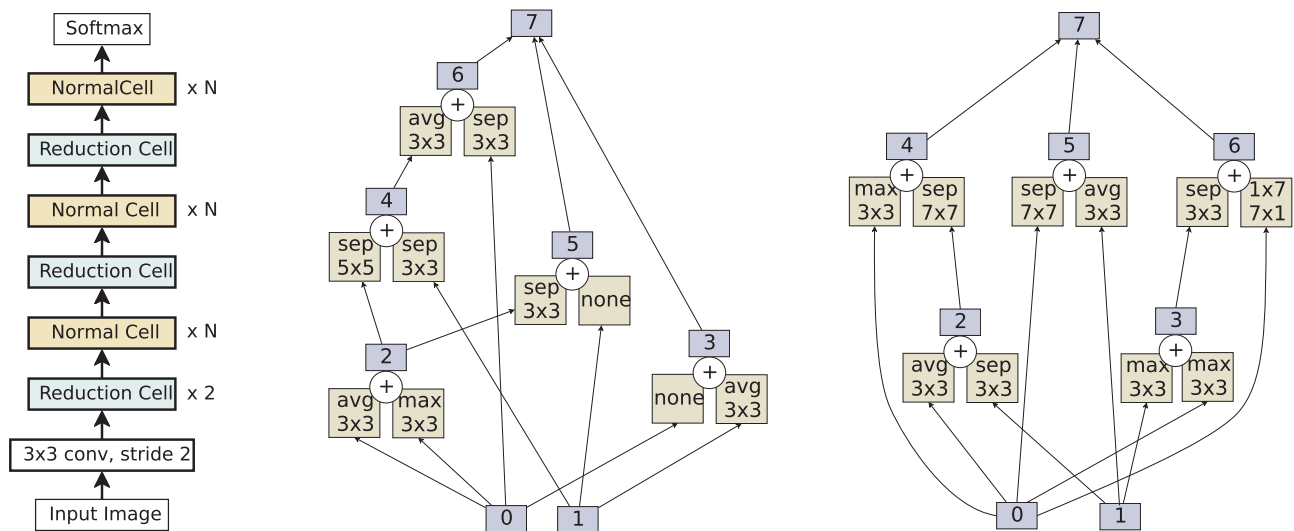 Softmax
NormalCell x N
Reduction Cell
Normal Cell x N
Reduction Cell
Normal Cell x N
Reduction Cell x 2
3x3 conv, stride 2
Input Image
7
6
+
avg
3x3
sep
3x3
4
+
sep
5x5
sep
3x3
5
+
sep
3x3
none
2
+
avg
3x3
max
3x3
3
+
none
avg
3x3
0
1
7
4
+
max
3x3
sep
7x7
5
+
sep
7x7
avg
3x3
6
+
sep
3x3
1x7
7x1
2
+
avg
3x3
sep
3x3
3
+
max
3x3
max
3x3
0
1